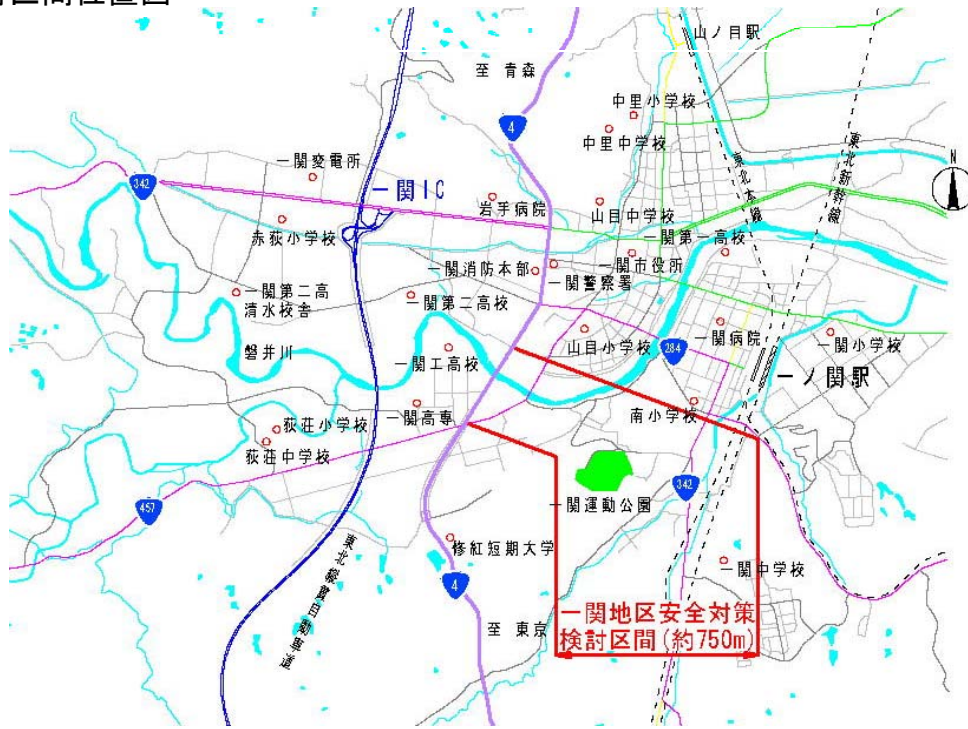 至 青森
山ノ目駅
中里小学校
4
中里中学校
東北新幹線
東北本線
N
一関変電所
342
一関IC
岩手病院
山目中学校
赤荻小学校
一関第一高校
一関市役所
一関消防本部
一関警察署
一関第二高
清水校舎
一関第二高校
磐井川
山目小学校
284
一関病院
一関小学校
一関工高校
一ノ関駅
一関高専
南小学校
荻荘小学校
荻荘中学校
457
342
一関運動公園
修紅短期大学
一関中学校
東北縦貫自動車道
4
至 東京
一関地区安全対策
検討区間(約750m)